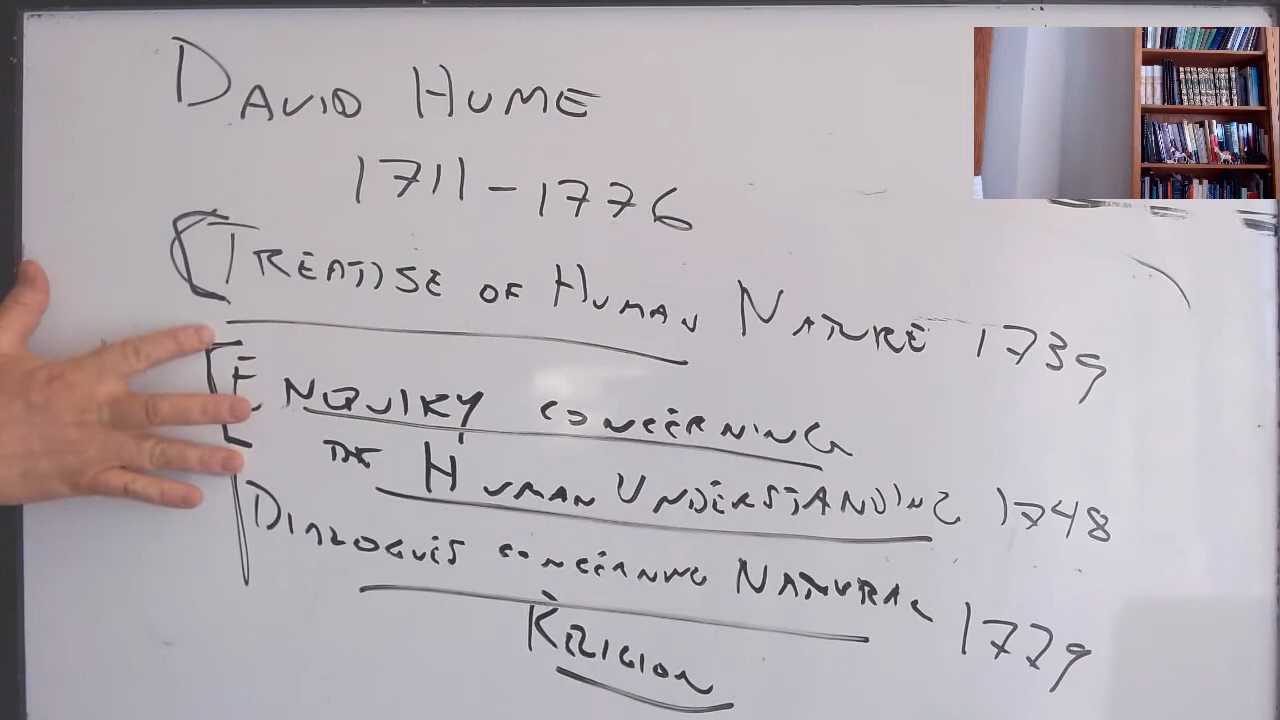 DAVID HUME
1711-1776
TREATISE OF HUMAN NATURE 1739
ENQUIRY CONCERNING
THE HUMAN UNDERSTANDING 1748
DIALOGUES CONCERNING NATURAL 1779
RELIGION